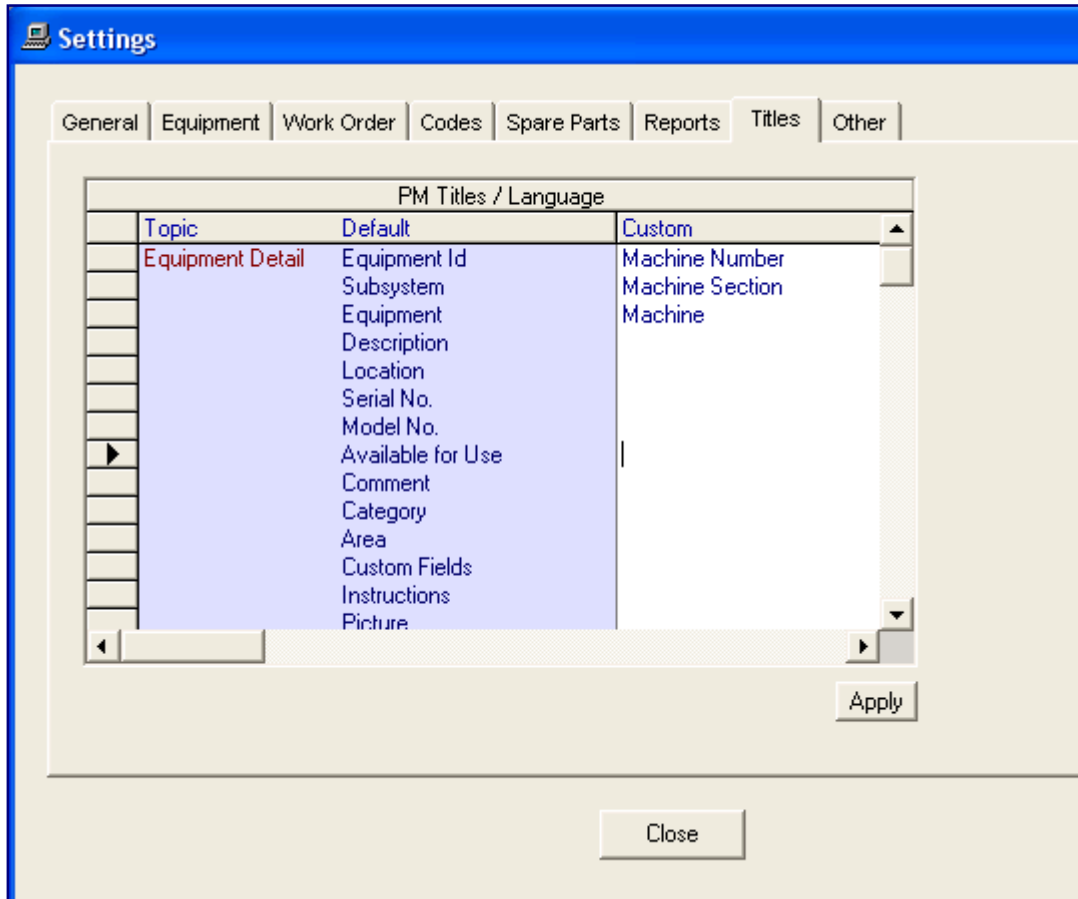 Settings
General Equipment Work Order Codes Spare Parts Reports Titles Other
PM Titles / Language
Topic Default Custom
Equipment Detail Equipment Id Machine Number
Subsystem Machine Section
Equipment Machine
Description
Location
Serial No.
Model No.
Available for Use
Comment
Category
Area
Custom Fields
Instructions
Picture
Apply
Close